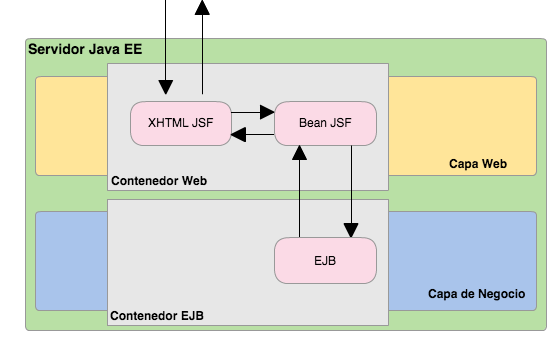 Servidor Java EE
XHTML JSF
Bean JSF
Capa Web
Contenedor Web
EJB
Capa de Negocio
Contenedor EJB